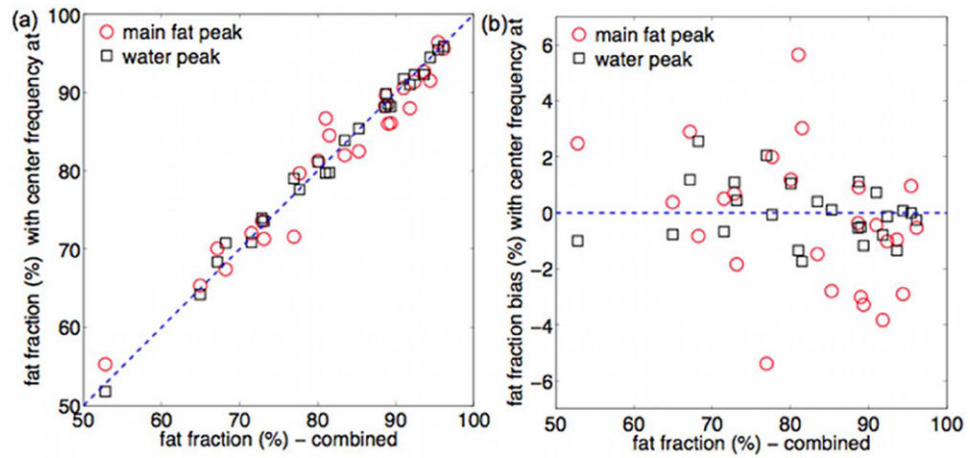 (a)
main fat peak
water peak
fat fraction (%) with center frequency at
100
90
80
70
60
50
50 60 70 80 90 100
fat fraction (%) – combined
(b)
main fat peak
water peak
fat fraction bias (%) with center frequency at
6
4
2
0
-2
-4
-6
50 60 70 80 90 100
fat fraction (%) – combined